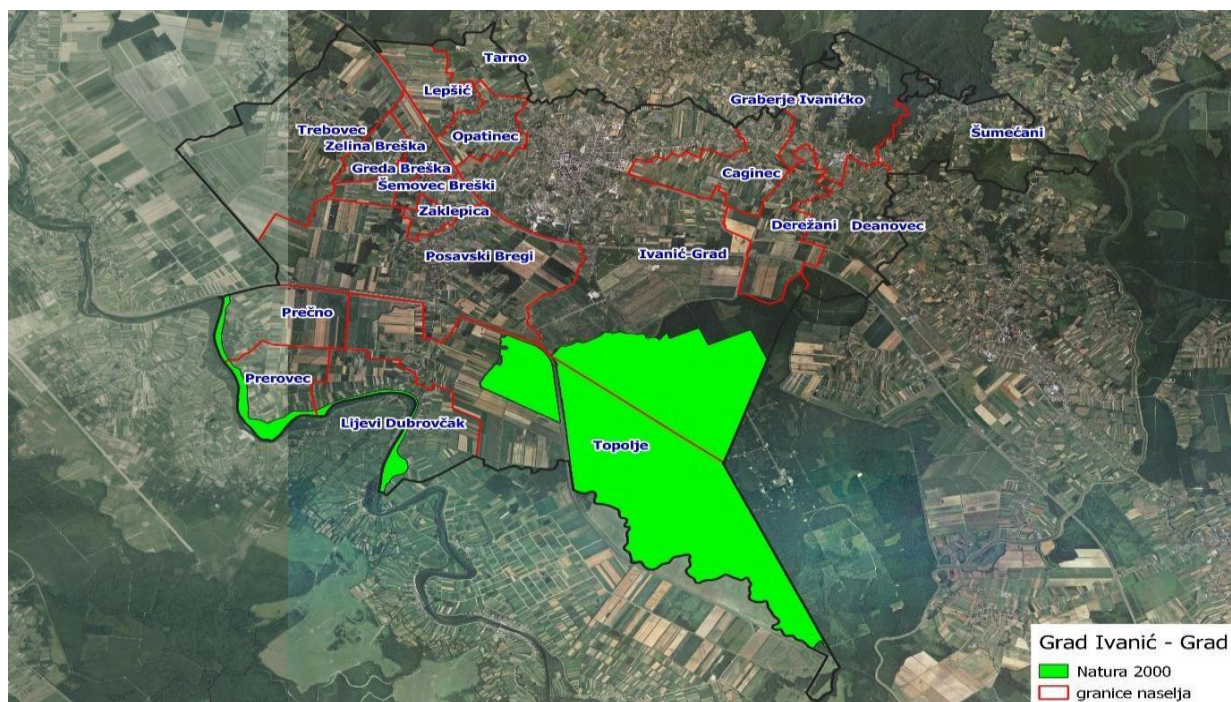 Tarno
Lepšić
Graberje Ivanićko
Trebovec
Opatinec
Šumećani
Zelina Breška
Greda Breška
Caginec
Šemovec Breški
Zaklepica
Derežani
Deanovec
Posavski Bregi
Ivanić-Grad
Prečno
Prerovec
Lijevi Dubrovčak
Topolje
Grad Ivanić - Grad
Natura 2000
granice naselja